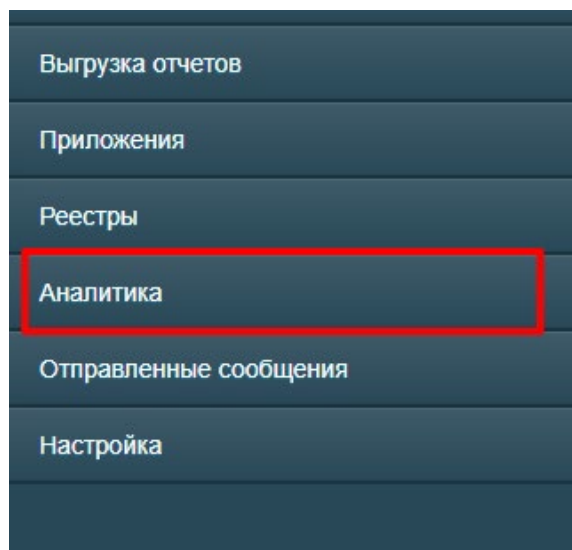 Выгрузка отчетов
Приложения
Реестры
Аналитика
Отправленные сообщения
Настройка